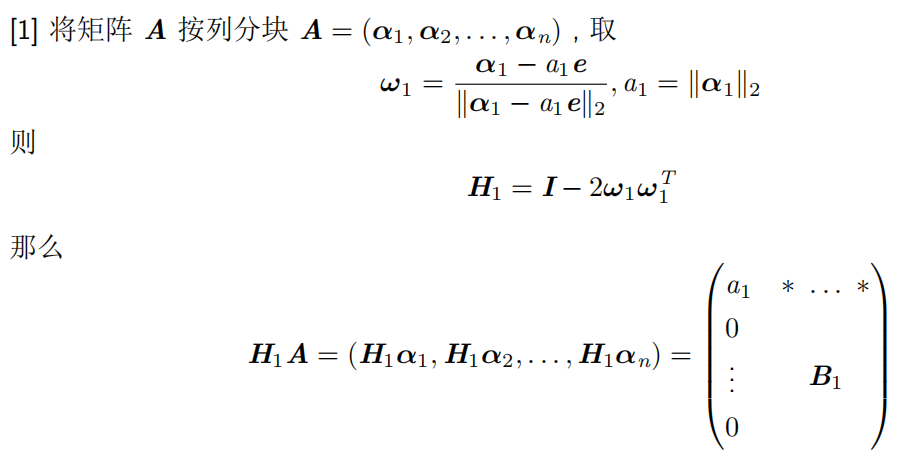 [1] 将矩阵 A 按列分块 A = (α₁, α₂, …, αₙ) , 取
ω₁ = (α₁ − a₁e) / ‖α₁ − a₁e‖₂ , a₁ = ‖α₁‖₂
则
H₁ = I − 2ω₁ω₁ᵀ
那么
H₁A = (H₁α₁, H₁α₂, …, H₁αₙ) =
a₁ * … *
0
⋮ B₁
0